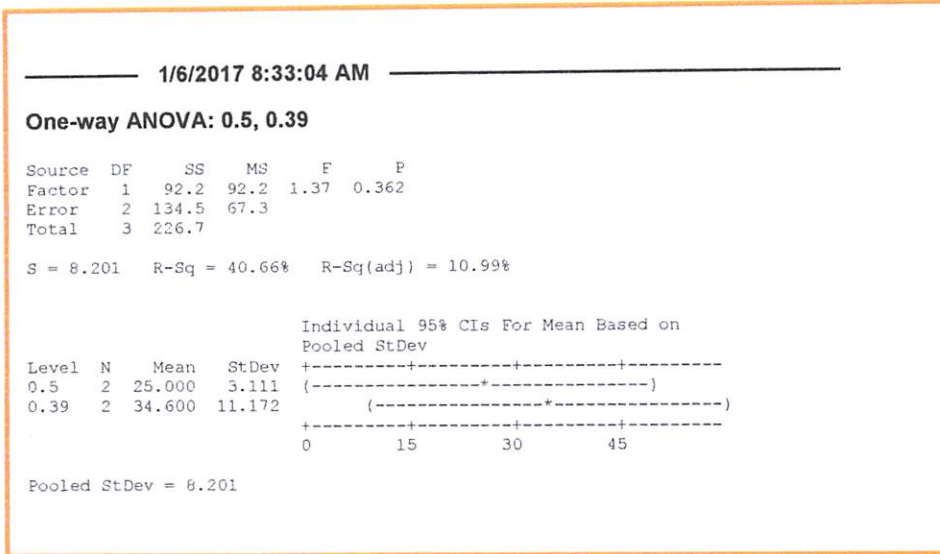 1/6/2017 8:33:04 AM
One-way ANOVA: 0.5, 0.39
Source  DF     SS    MS     F      P
Factor   1   92.2  92.2  1.37  0.362
Error    2  134.5  67.3
Total    3  226.7
S = 8.201   R-Sq = 40.66%   R-Sq(adj) = 10.99%
Individual 95% CIs For Mean Based on
Pooled StDev
Level  N    Mean   StDev  +---------+---------+---------+---------
0.5    2  25.000   3.111  (----------------*---------------)
0.39   2  34.600  11.172        (----------------*----------------)
+---------+---------+---------+---------
0        15        30        45
Pooled StDev = 8.201